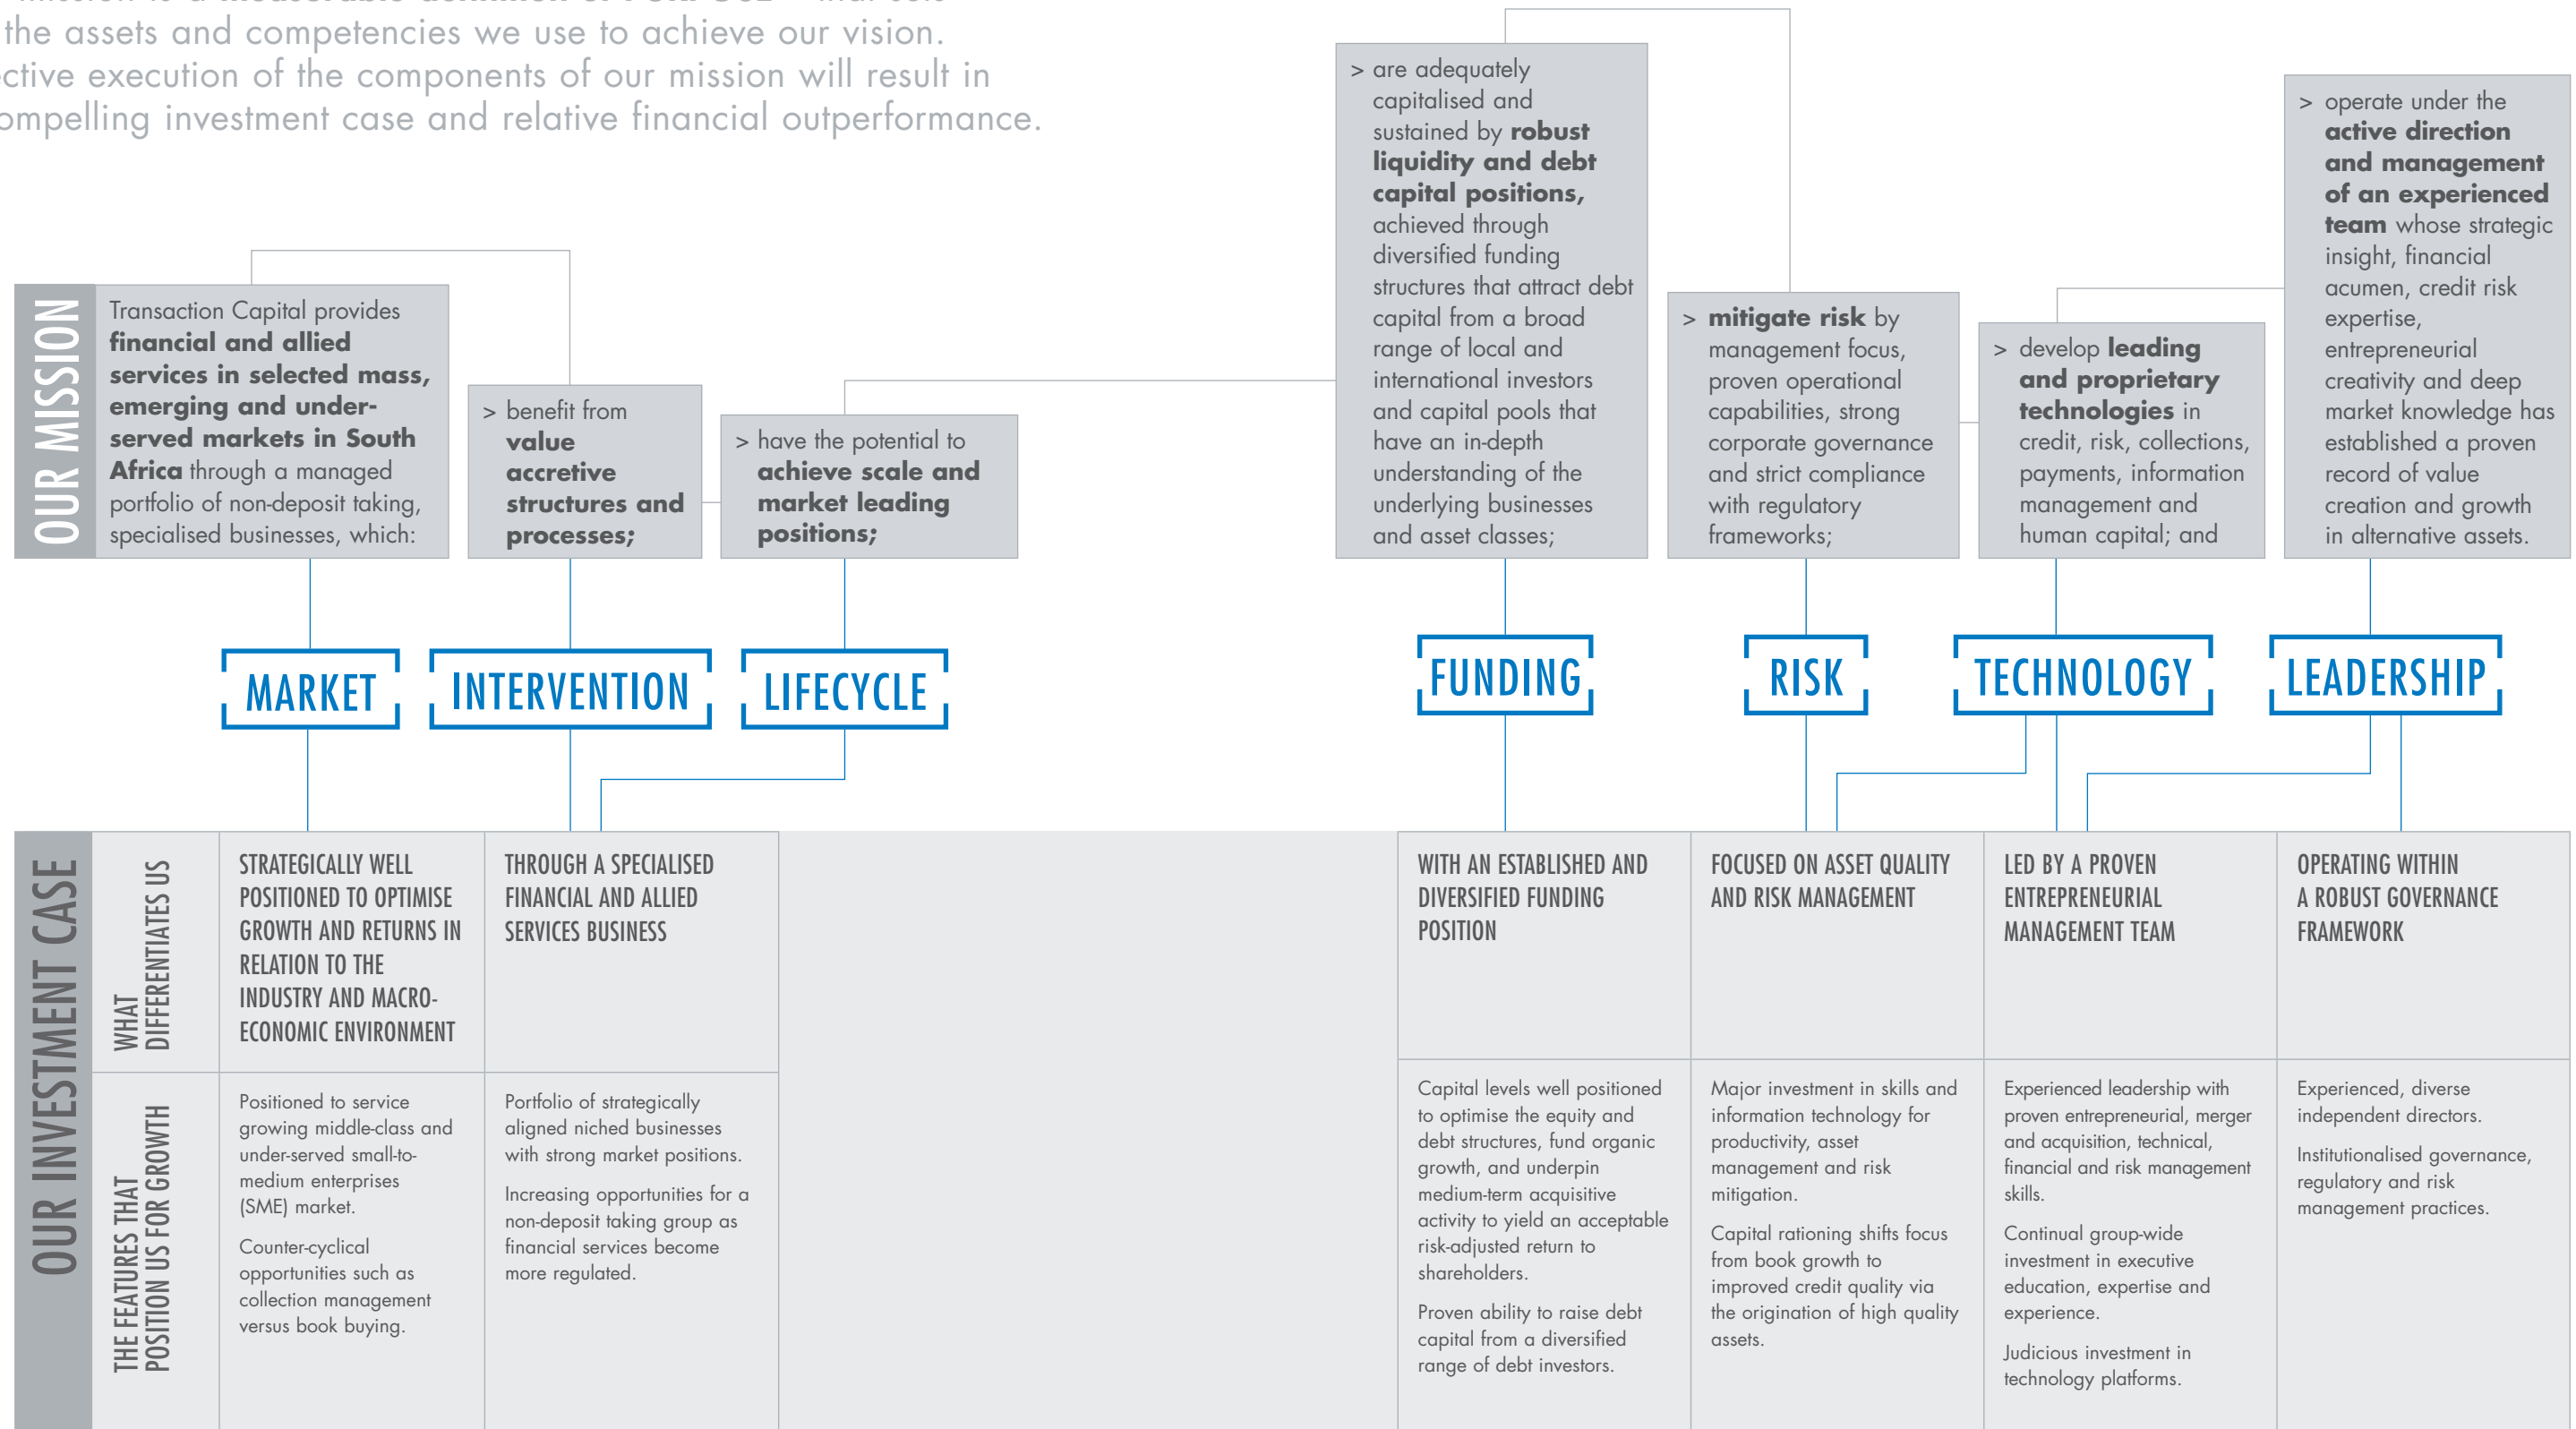 the assets and competencies we use to achieve our vision.
execution of the components of our mission will result in
investment case and relative financial outperformance.
OUR MISSION
Transaction Capital provides
financial and allied
services in selected mass,
emerging and under-
served markets in South
Africa through a managed
portfolio of non-deposit taking,
specialised businesses, which:
> benefit from
value
accretive
structures and
processes;
> have the potential to
achieve scale and
market leading
positions;
> are adequately
capitalised and
sustained by robust
liquidity and debt
capital positions,
achieved through
diversified funding
structures that attract debt
capital from a broad
range of local and
international investors
and capital pools that
have an in-depth
understanding of the
underlying businesses
and asset classes;
> mitigate risk by
management focus,
proven operational
capabilities, strong
corporate governance
and strict compliance
with regulatory
frameworks;
> develop leading
and proprietary
technologies in
credit, risk, collections,
payments, information
management and
human capital; and
> operate under the
active direction
and management
of an experienced
team whose strategic
insight, financial
acumen, credit risk
expertise,
entrepreneurial
creativity and deep
market knowledge has
established a proven
record of value
creation and growth
in alternative assets.
MARKET
INTERVENTION
LIFECYCLE
FUNDING
RISK
TECHNOLOGY
LEADERSHIP
OUR INVESTMENT CASE
WHAT
DIFFERENTIATES US
STRATEGICALLY WELL
POSITIONED TO OPTIMISE
GROWTH AND RETURNS IN
RELATION TO THE
INDUSTRY AND MACRO-
ECONOMIC ENVIRONMENT
THROUGH A SPECIALISED
FINANCIAL AND ALLIED
SERVICES BUSINESS
WITH AN ESTABLISHED AND
DIVERSIFIED FUNDING
POSITION
FOCUSED ON ASSET QUALITY
AND RISK MANAGEMENT
LED BY A PROVEN
ENTREPRENEURIAL
MANAGEMENT TEAM
OPERATING WITHIN
A ROBUST GOVERNANCE
FRAMEWORK
THE FEATURES THAT
POSITION US FOR GROWTH
Positioned to service
growing middle-class and
under-served small-to-
medium enterprises
(SME) market.
Counter-cyclical
opportunities such as
collection management
versus book buying.
Portfolio of strategically
aligned niched businesses
with strong market positions.
Increasing opportunities for a
non-deposit taking group as
financial services become
more regulated.
Capital levels well positioned
to optimise the equity and
debt structures, fund organic
growth, and underpin
medium-term acquisitive
activity to yield an acceptable
risk-adjusted return to
shareholders.
Proven ability to raise debt
capital from a diversified
range of debt investors.
Major investment in skills and
information technology for
productivity, asset
management and risk
mitigation.
Capital rationing shifts focus
from book growth to
improved credit quality via
the origination of high quality
assets.
Experienced leadership with
proven entrepreneurial, merger
and acquisition, technical,
financial and risk management
skills.
Continual group-wide
investment in executive
education, expertise and
experience.
Judicious investment in
technology platforms.
Experienced, diverse
independent directors.
Institutionalised governance,
regulatory and risk
management practices.